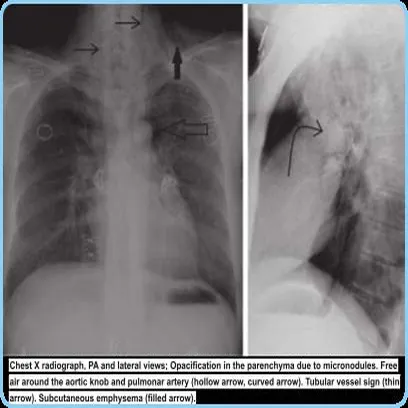 Chest X radiograph, PA and lateral views; Opacification in the parenchyma due to micronodules. Free
air around the aortic knob and pulmonar artery (hollow arrow, curved arrow). Tubular vessel sign (thin
arrow). Subcutaneous emphysema (filled arrow).